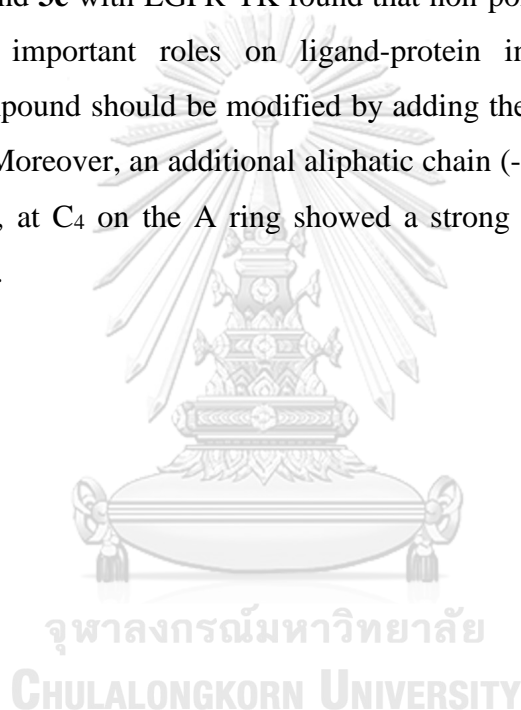 nd 3c with EGFR-TK found that non-po
important roles on ligand-protein in
pound should be modified by adding the
Moreover, an additional aliphatic chain (-
, at C4 on the A ring showed a strong
.
จุฬาลงกรณ์มหาวิทยาลัย
CHULALONGKORN UNIVERSITY